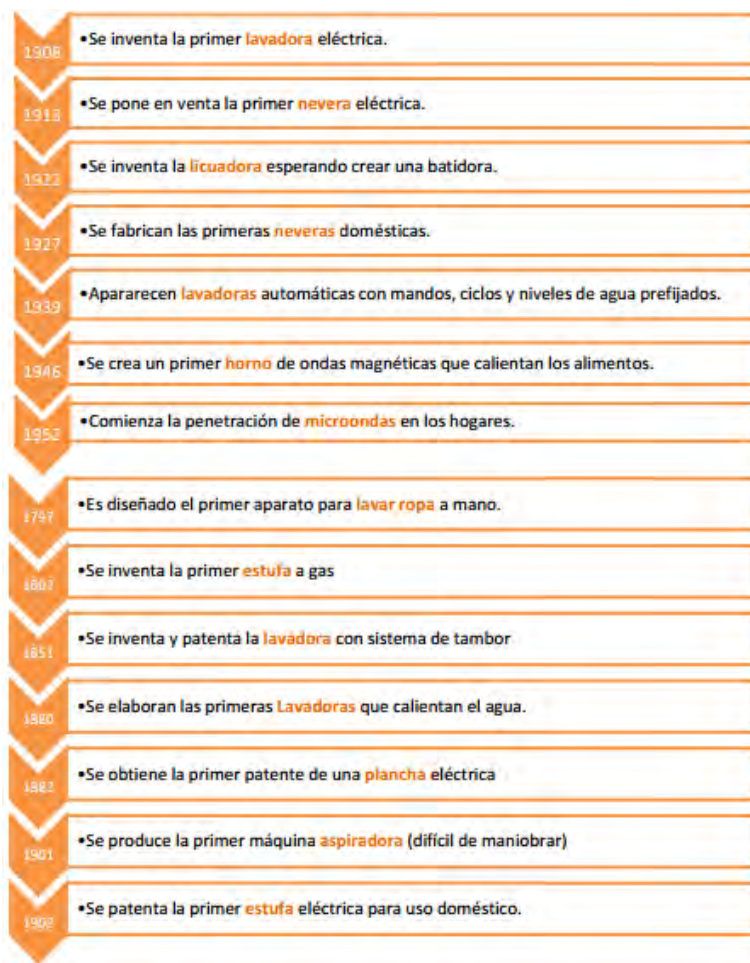 1908
•Se inventa la primer lavadora eléctrica.
1913
•Se pone en venta la primer nevera eléctrica.
1922
•Se inventa la licuadora esperando crear una batidora.
1927
•Se fabrican las primeras neveras domésticas.
1939
•Apararecen lavadoras automáticas con mandos, ciclos y niveles de agua prefijados.
1946
•Se crea un primer horno de ondas magnéticas que calientan los alimentos.
1952
•Comienza la penetración de microondas en los hogares.
1797
•Es diseñado el primer aparato para lavar ropa a mano.
1802
•Se inventa la primer estufa a gas
1851
•Se inventa y patenta la lavadora con sistema de tambor
1880
•Se elaboran las primeras Lavadoras que calientan el agua.
1882
•Se obtiene la primer patente de una plancha eléctrica
1901
•Se produce la primer máquina aspiradora (difícil de maniobrar)
1902
•Se patenta la primer estufa eléctrica para uso doméstico.